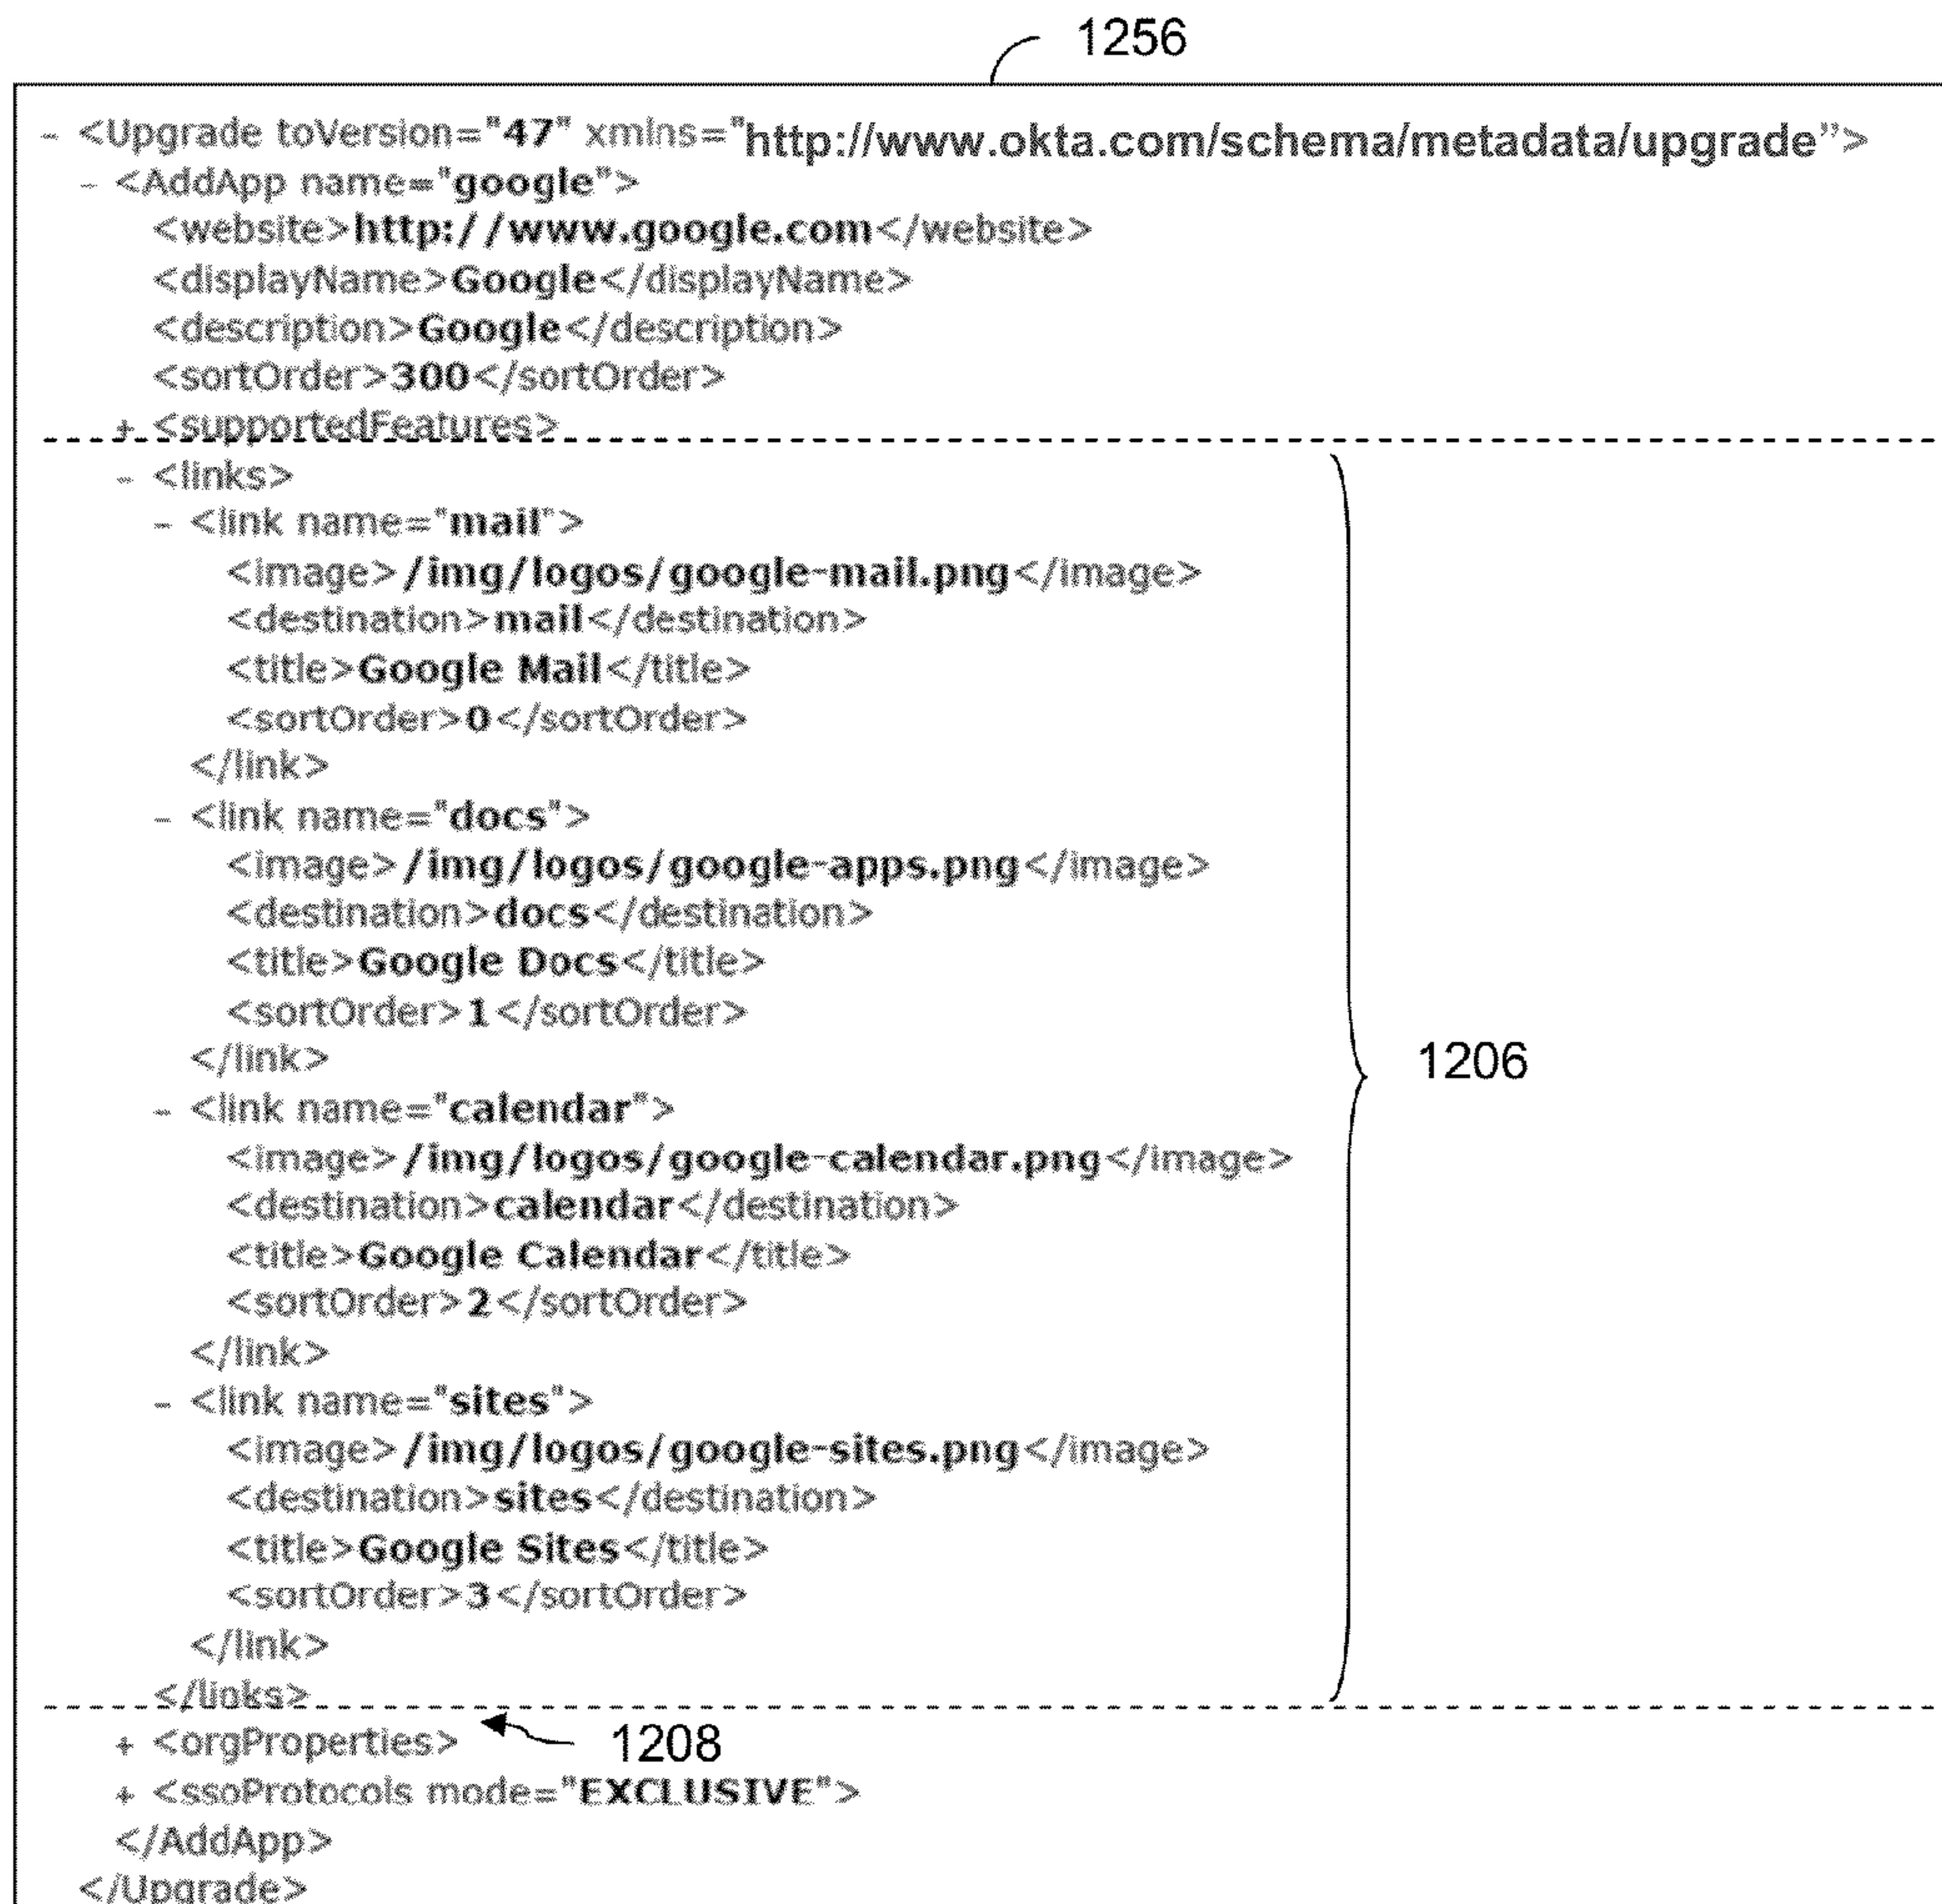 1256
- <Upgrade toVersion="47" xmlns="http://www.okta.com/schema/metadata/upgrade”>
- <AddApp name="google">
<website>http://www.google.com</website>
<displayName>Google</displayName>
<description>Google</description>
<sortOrder>300</sortOrder>
+ <supportedFeatures>
- <links>
- <link name="mail">
<image>/img/logos/google-mail.png</image>
<destination>mail</destination>
<title>Google Mail</title>
<sortOrder>0</sortOrder>
</link>
- <link name="docs">
<image>/img/logos/google-apps.png</image>
<destination>docs</destination>
<title>Google Docs</title>
<sortOrder>1</sortOrder>
</link>
1206
- <link name="calendar">
<image>/img/logos/google-calendar.png</image>
<destination>calendar</destination>
<title>Google Calendar</title>
<sortOrder>2</sortOrder>
</link>
- <link name="sites">
<image>/img/logos/google-sites.png</image>
<destination>sites</destination>
<title>Google Sites</title>
<sortOrder>3</sortOrder>
</link>
</links>
+ <orgProperties> 1208
+ <ssoProtocols mode="EXCLUSIVE">
</AddApp>
</Upgrade>